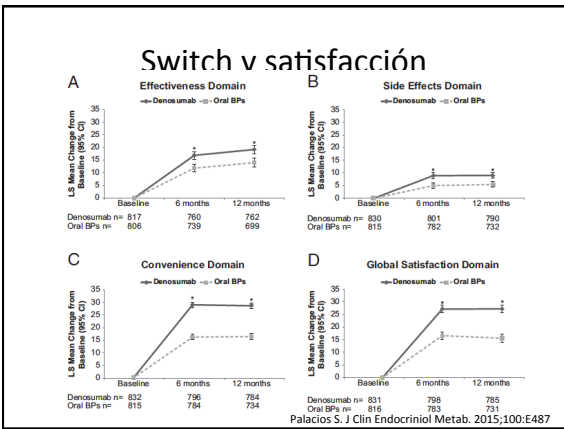 Switch y satisfacción
A
Effectiveness Domain
Denosumab Oral BPs
LS Mean Change from
Baseline (95% CI)
35
30
25
20
15
10
5
0
* *
Baseline 6 months 12 months
Denosumab n= 817 760 762
Oral BPs n= 806 739 699
B
Side Effects Domain
Denosumab Oral BPs
LS Mean Change from
Baseline (95% CI)
35
30
25
20
15
10
5
0
* *
Baseline 6 months 12 months
Denosumab n= 830 801 790
Oral BPs n= 815 782 732
C
Convenience Domain
Denosumab Oral BPs
LS Mean Change from
Baseline (95% CI)
35
30
25
20
15
10
5
0
* *
Baseline 6 months 12 months
Denosumab n= 832 796 784
Oral BPs n= 815 784 734
D
Global Satisfaction Domain
Denosumab Oral BPs
LS Mean Change from
Baseline (95% CI)
35
30
25
20
15
10
5
0
* *
Baseline 6 months 12 months
Denosumab n= 831 798 785
Oral BPs n= 816 783 731
Palacios S. J Clin Endocriniol Metab. 2015;100:E487